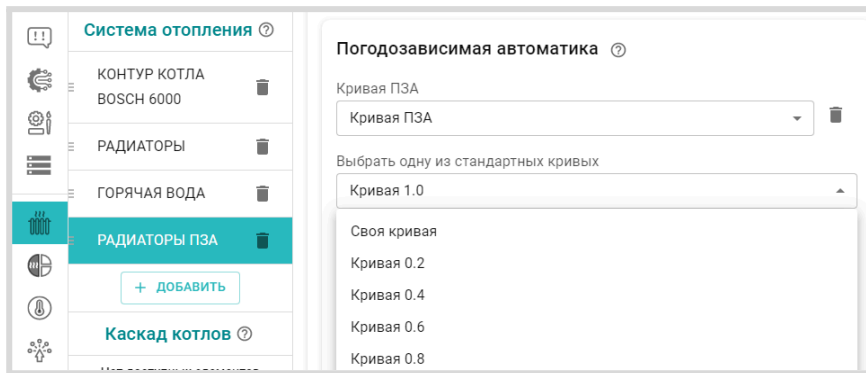 Система отопления
КОНТУР КОТЛА
BOSCH 6000
РАДИАТОРЫ
ГОРЯЧАЯ ВОДА
РАДИАТОРЫ ПЗА
+ ДОБАВИТЬ
Каскад котлов
Погодозависимая автоматика
Кривая ПЗА
Кривая ПЗА
Выбрать одну из стандартных кривых
Кривая 1.0
Своя кривая
Кривая 0.2
Кривая 0.4
Кривая 0.6
Кривая 0.8